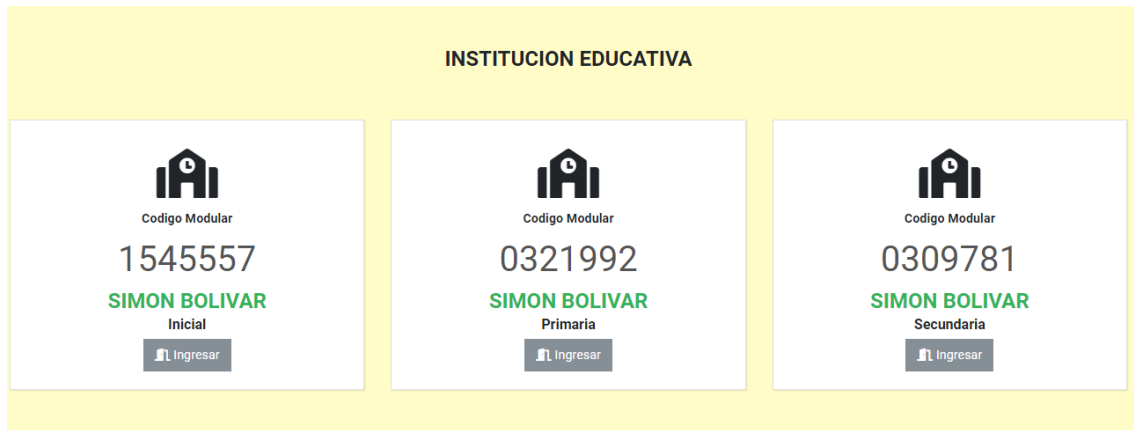 INSTITUCION EDUCATIVA
Codigo Modular
1545557
SIMON BOLIVAR
Inicial
Ingresar
Codigo Modular
0321992
SIMON BOLIVAR
Primaria
Ingresar
Codigo Modular
0309781
SIMON BOLIVAR
Secundaria
Ingresar